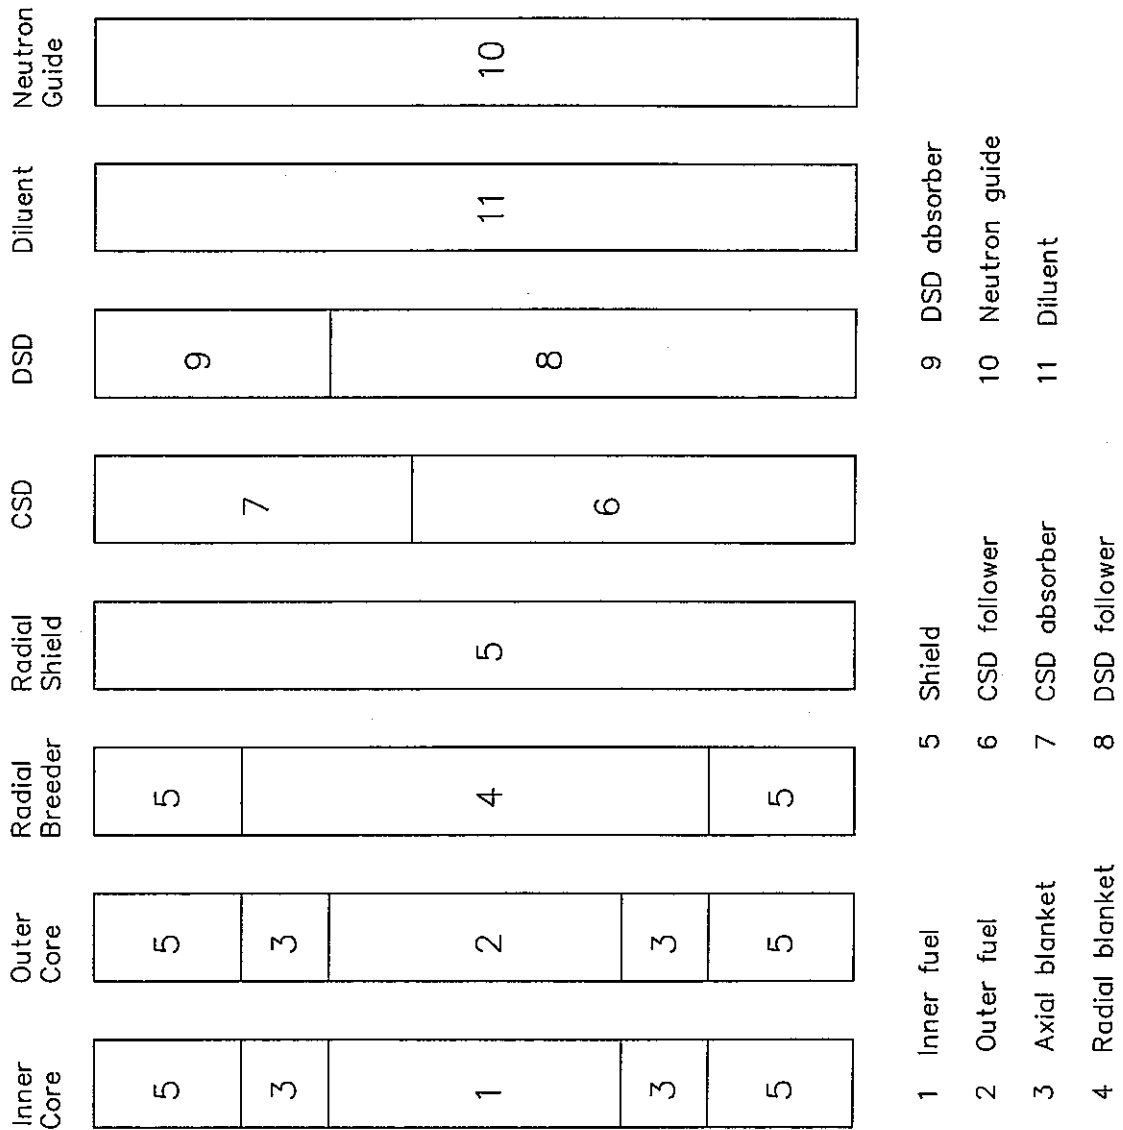 Inner
Core
Outer
Core
Radial
Breeder
Radial
Shield
CSD
DSD
Diluent
Neutron
Guide
5
3
1
3
5
5
3
2
3
5
5
4
5
5
7
6
9
8
11
10
1 Inner fuel
2 Outer fuel
3 Axial blanket
4 Radial blanket
5 Shield
6 CSD follower
7 CSD absorber
8 DSD follower
9 DSD absorber
10 Neutron guide
11 Diluent